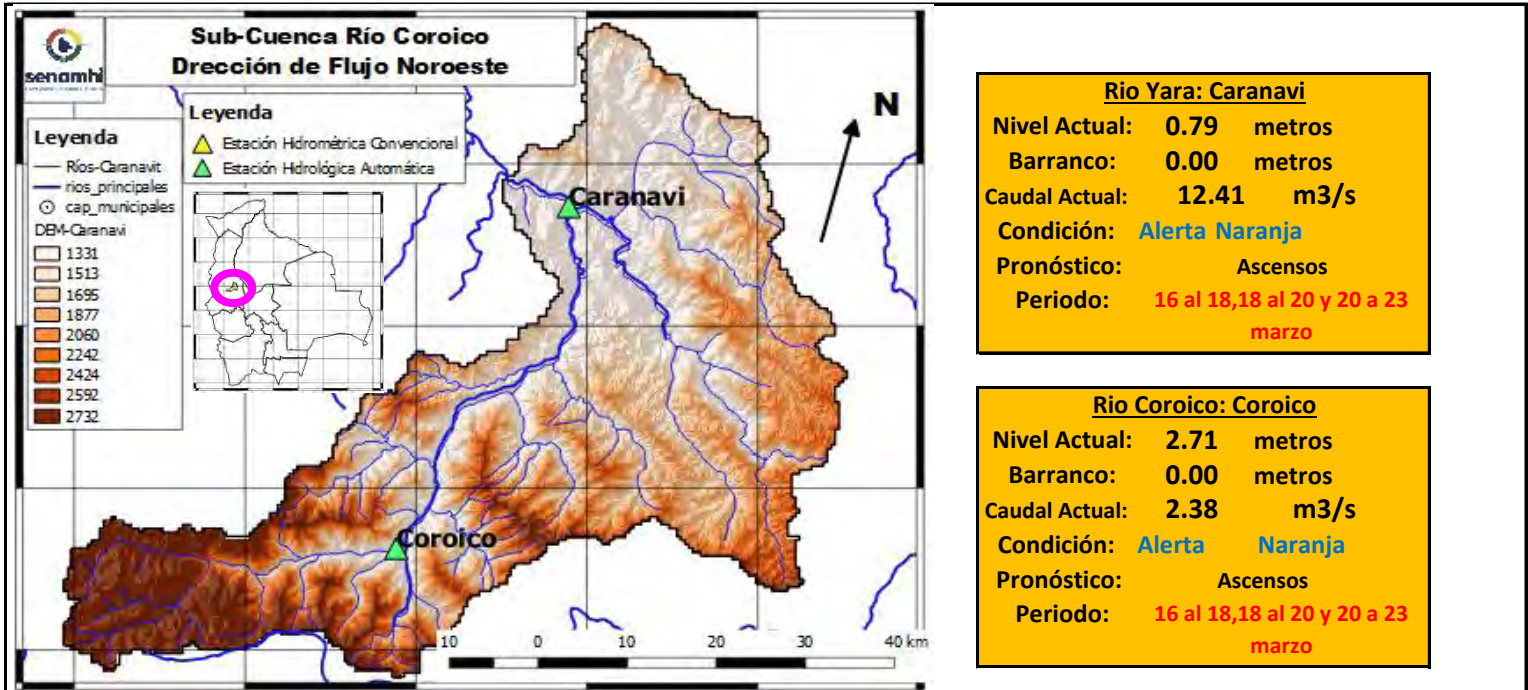 senamhi
Sub-Cuenca Río Coroico
Drección de Flujo Noroeste
Leyenda
Estación Hidrométrica Convencional
Estación Hidrológica Automática
Leyenda
Ríos-Caranavit
rios_principales
cap_municipales
DEM-Caranavi
1331
1513
1695
1877
2060
2242
2424
2592
2732
N
Caranavi
Coroico
10 0 10 20 30 40 km
Rio Yara: Caranavi
Nivel Actual: 0.79 metros
Barranco: 0.00 metros
Caudal Actual: 12.41 m3/s
Condición: Alerta Naranja
Pronóstico: Ascensos
Periodo: 16 al 18,18 al 20 y 20 a 23
marzo
Rio Coroico: Coroico
Nivel Actual: 2.71 metros
Barranco: 0.00 metros
Caudal Actual: 2.38 m3/s
Condición: Alerta Naranja
Pronóstico: Ascensos
Periodo: 16 al 18,18 al 20 y 20 a 23
marzo